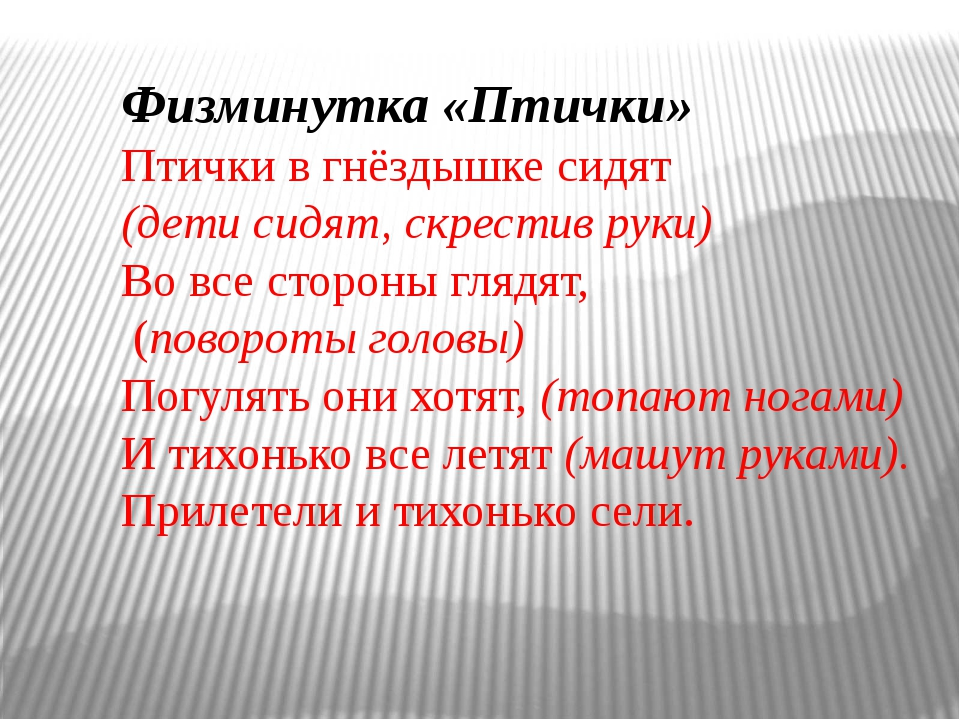 Физминутка «Птички»
Птички в гнёздышке сидят
(дети сидят, скрестив руки)
Во все стороны глядят,
(повороты головы)
Погулять они хотят, (топают ногами)
И тихонько все летят (машут руками).
Прилетели и тихонько сели.